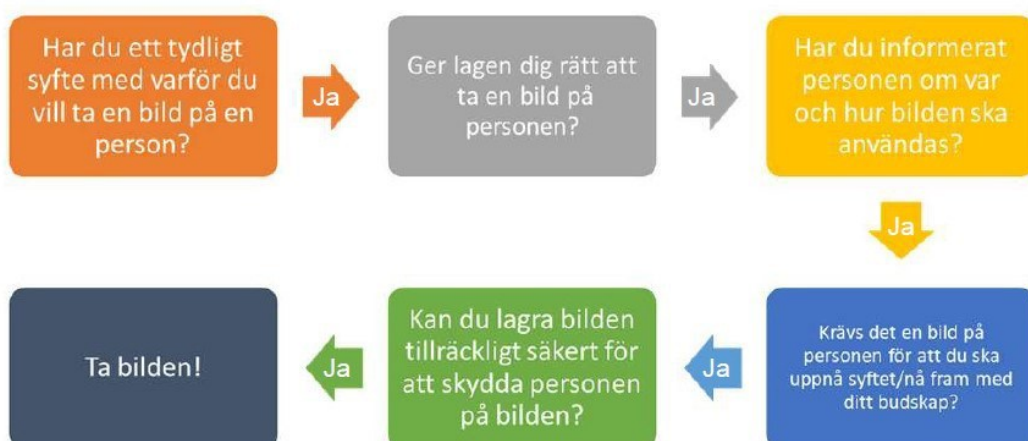 Har du ett tydligt
syfte med varför du
vill ta en bild på en
person?
Ja
Ger lagen dig rätt att
ta en bild på
personen?
Ja
Har du informerat
personen om var
och hur bilden ska
användas?
Ja
Krävs det en bild på
personen för att du ska
uppnå syftet/nå fram med
ditt budskap?
Ja
Kan du lagra bilden
tillräckligt säkert för
att skydda personen
på bilden?
Ja
Ta bilden!